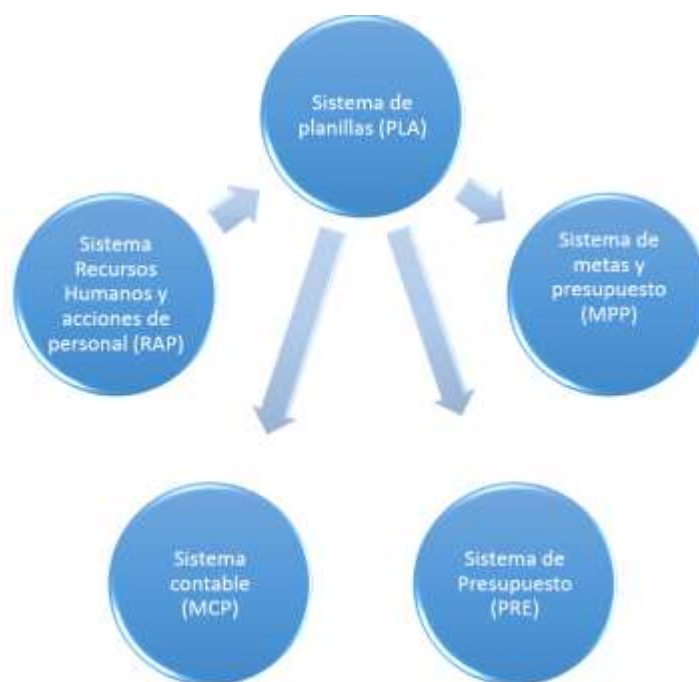 Sistema de
planillas (PLA)
Sistema
Recursos
Humanos y
acciones de
personal (RAP)
Sistema de
metas y
presupuesto
(MPP)
Sistema
contable
(MCP)
Sistema de
Presupuesto
(PRE)